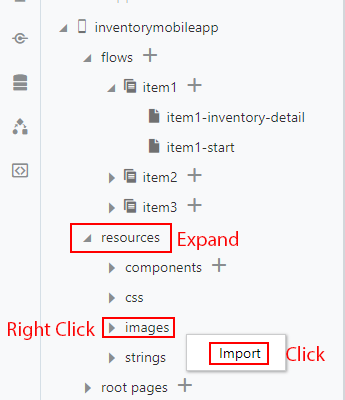 inventorymobileapp
flows
item1
item1-inventory-detail
item1-start
item2
item3
resources Expand
components
css
Right Click images
Import Click
strings
root pages